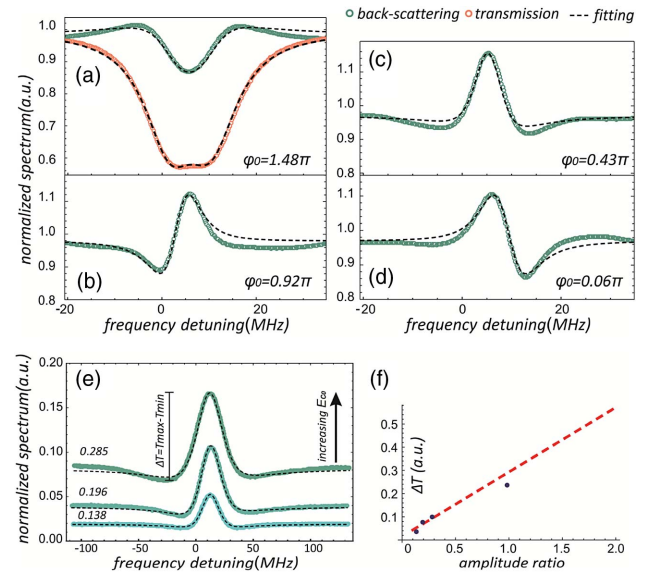 back-scattering transmission fitting
normalized spectrum(a.u.)
1.0
0.9
0.8
0.7
0.6
(a)
φ0=1.48π
1.1
1.0
0.9
0.8
(b)
φ0=0.92π
-20 0 20
frequency detuning(MHz)
(c)
1.1
1.0
0.9
0.8
φ0=0.43π
1.1
1.0
0.9
0.8
(d)
φ0=0.06π
-20 0 20
frequency detuning(MHz)
normalized spectrum(a.u.)
0.20
0.15
0.10
0.05
0.00
(e)
ΔT=Tmax-Tmin
increasing Eco
0.285
0.196
0.138
-100 -50 0 50 100
frequency detuning(MHz)
(f)
ΔT (a.u.)
0.5
0.4
0.3
0.2
0.1
0.0 0.5 1.0 1.5 2.0
amplitude ratio